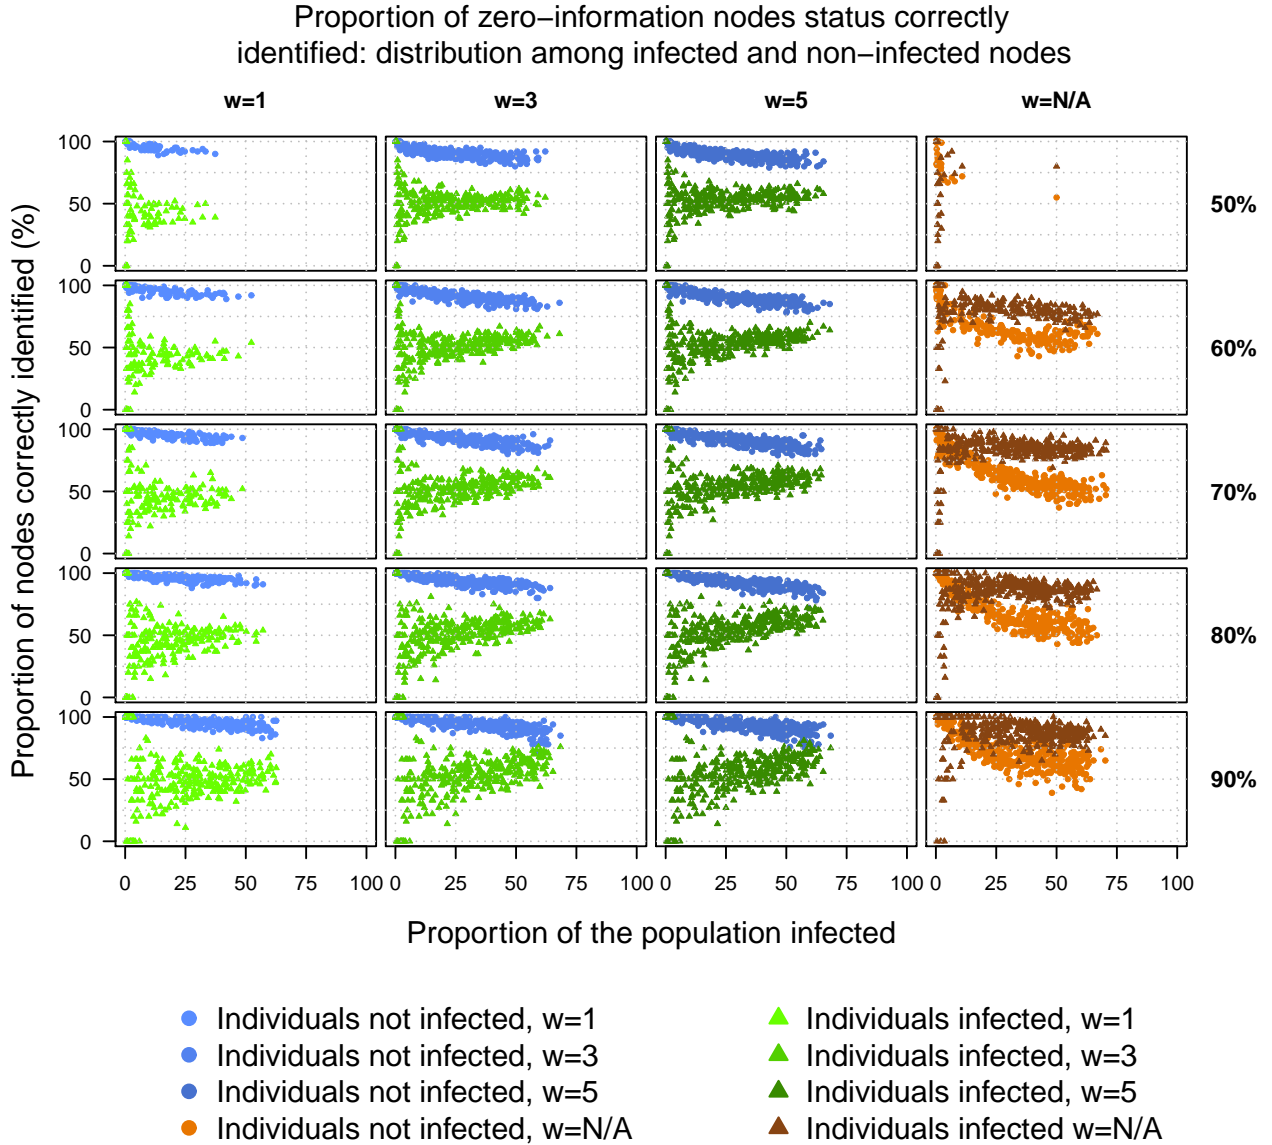 Proportion of zero−information nodes status correctly
identified: distribution among infected and non−infected nodes
w=1 w=3 w=5 w=N/A
Proportion of nodes correctly identified (%)
100
50
0
50%
100
50
0
60%
100
50
0
70%
100
50
0
80%
100
50
0
90%
0 25 50 75 100 0 25 50 75 100 0 25 50 75 100 0 25 50 75 100
Proportion of the population infected
Individuals not infected, w=1
Individuals not infected, w=3
Individuals not infected, w=5
Individuals not infected, w=N/A
Individuals infected, w=1
Individuals infected, w=3
Individuals infected, w=5
Individuals infected w=N/A